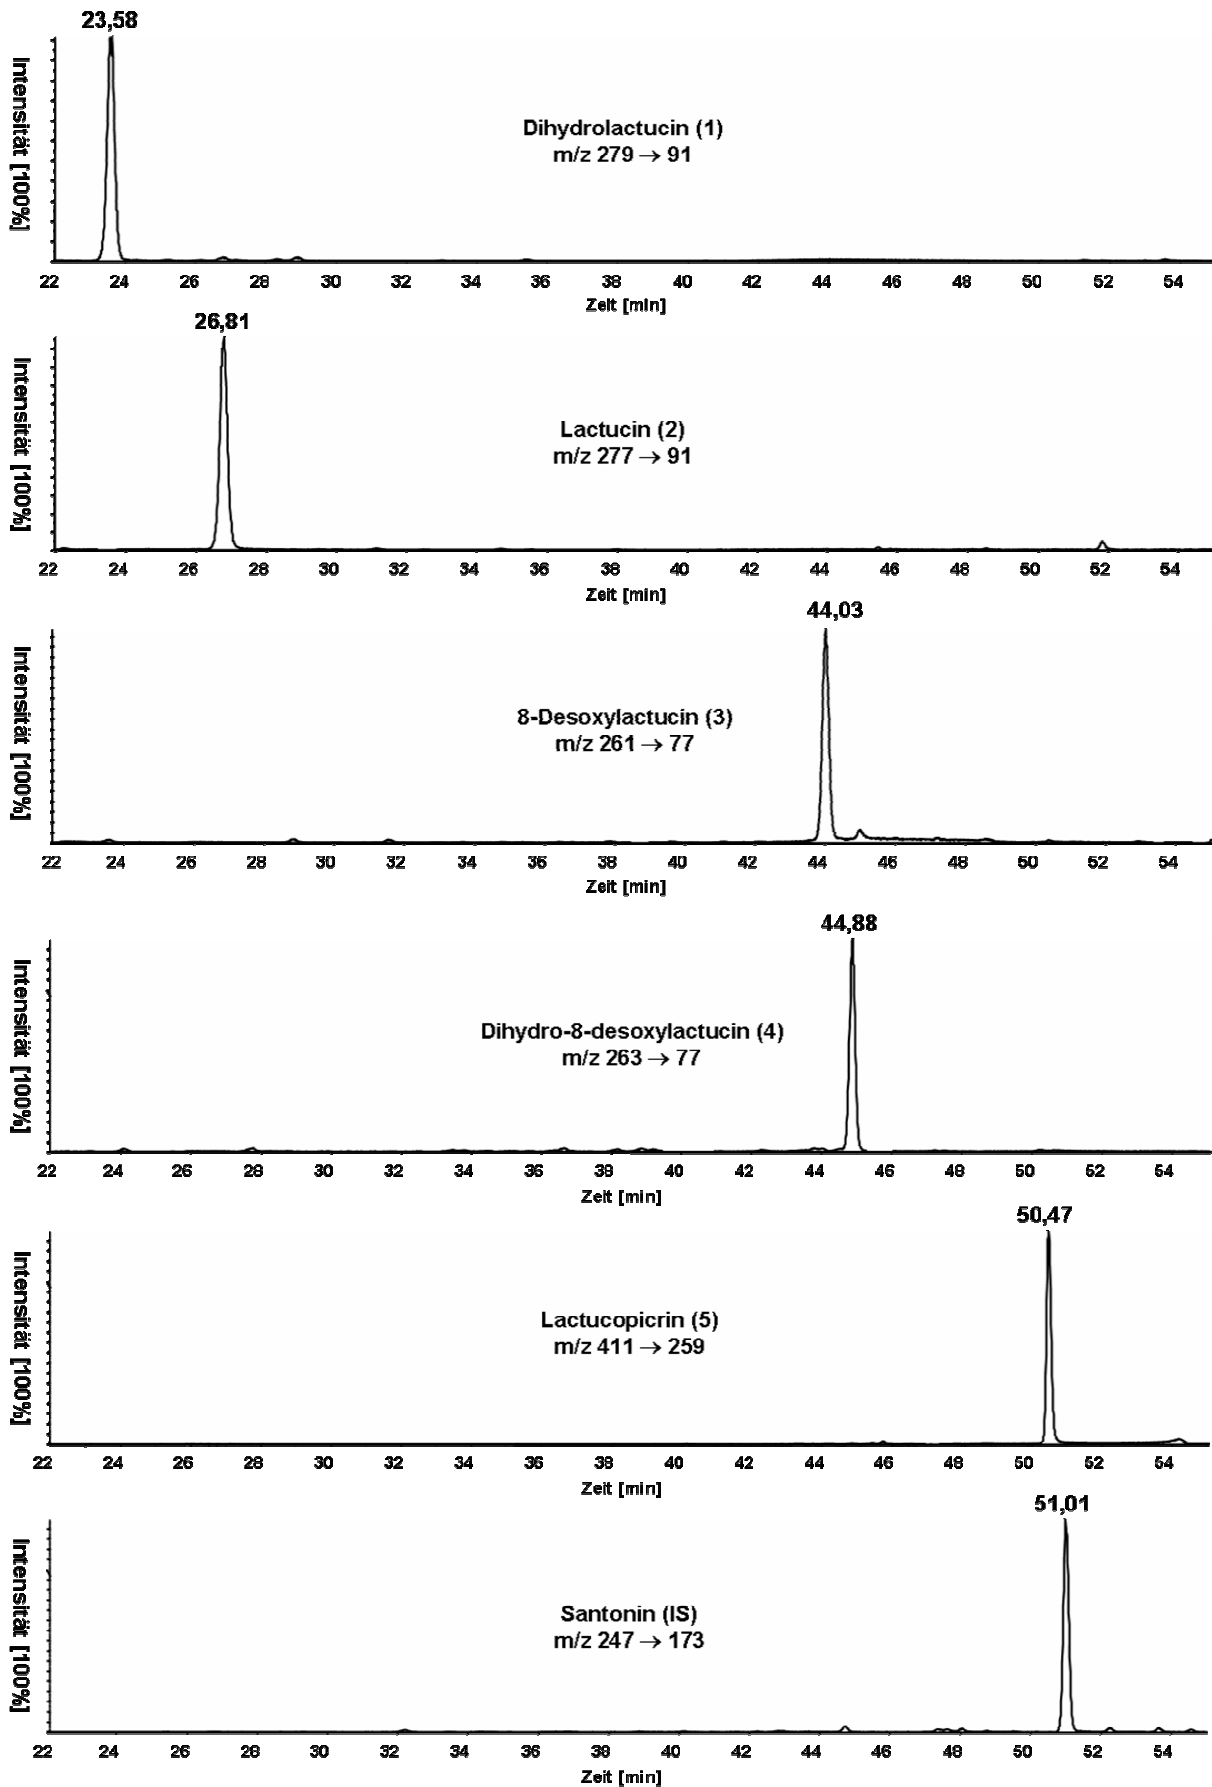 23,58
Intensität [100%]
Dihydrolactucin (1)
m/z 279 → 91
22 24 26 28 30 32 34 36 38 40 42 44 46 48 50 52 54
Zeit [min]
26,81
Intensität [100%]
Lactucin (2)
m/z 277 → 91
22 24 26 28 30 32 34 36 38 40 42 44 46 48 50 52 54
Zeit [min]
44,03
Intensität [100%]
8-Desoxylactucin (3)
m/z 261 → 77
22 24 26 28 30 32 34 36 38 40 42 44 46 48 50 52 54
Zeit [min]
44,88
Intensität [100%]
Dihydro-8-desoxylactucin (4)
m/z 263 → 77
22 24 26 28 30 32 34 36 38 40 42 44 46 48 50 52 54
Zeit [min]
50,47
Intensität [100%]
Lactucopicrin (5)
m/z 411 → 259
22 24 26 28 30 32 34 36 38 40 42 44 46 48 50 52 54
Zeit [min]
51,01
Intensität [100%]
Santonin (IS)
m/z 247 → 173
22 24 26 28 30 32 34 36 38 40 42 44 46 48 50 52 54
Zeit [min]